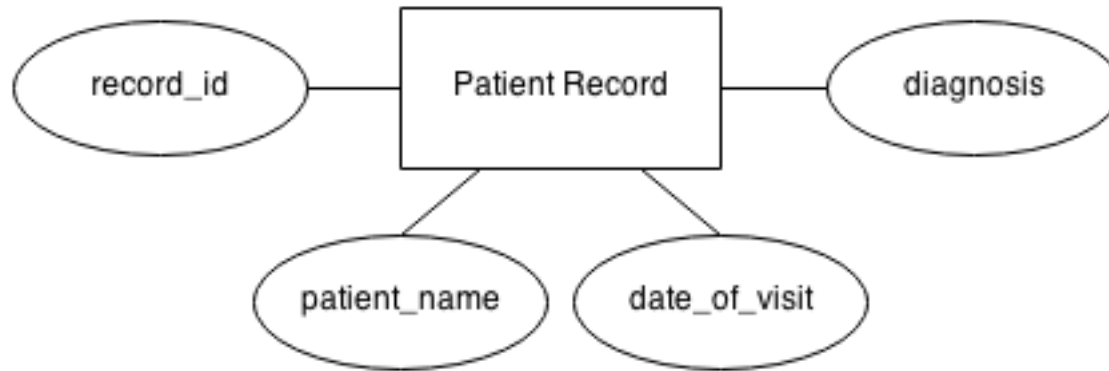 record_id
Patient Record
diagnosis
patient_name
date_of_visit